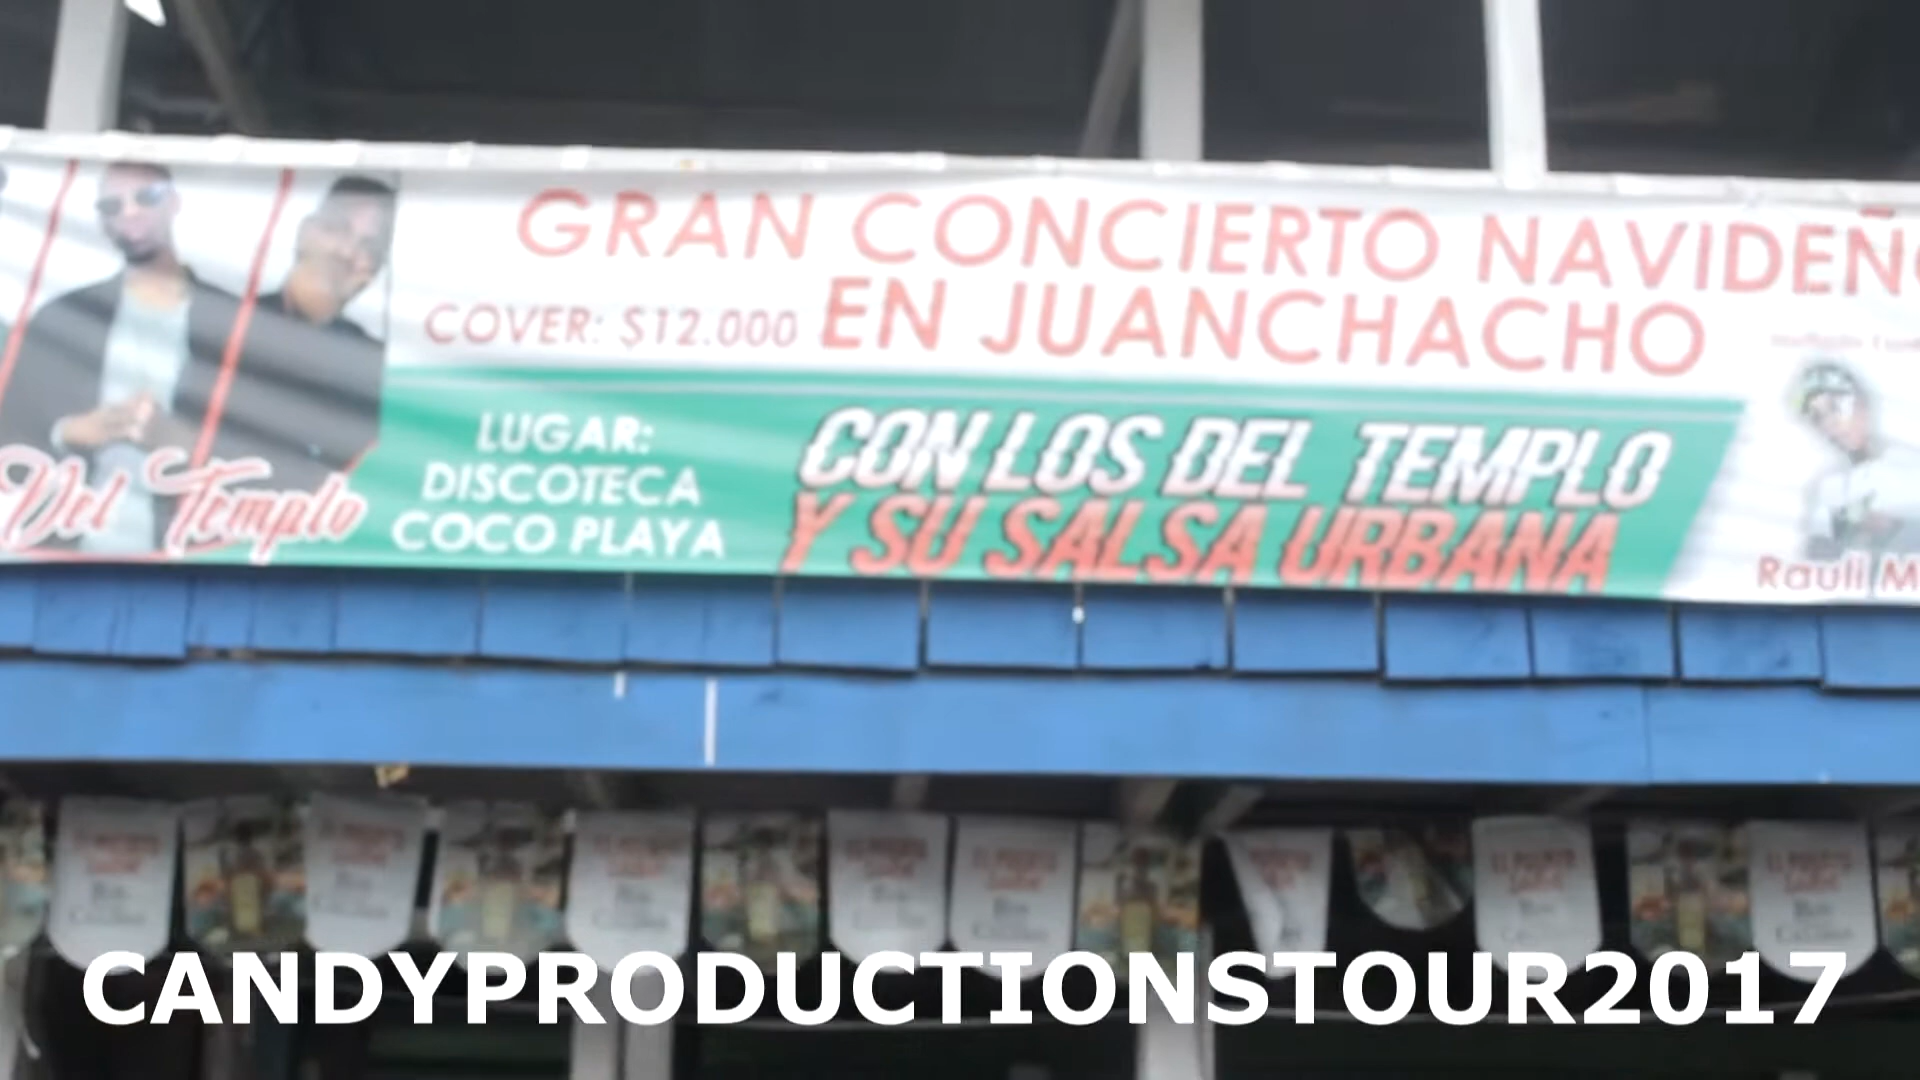 GRAN CONCIERTO NAVIDEÑ
COVER: $12.000 EN JUANCHACHO
LUGAR:
DISCOTECA
COCO PLAYA
CON LOS DEL TEMPLO
Y SU SALSA URBANA
Del Templo
Rauli M
CANDYPRODUCTIONSTOUR2017